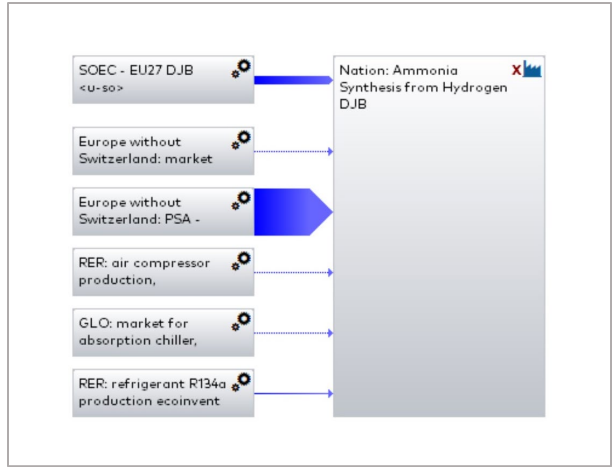 SOEC - EU27 DJB
<u-so>
Nation: Ammonia
Synthesis from Hydrogen
DJB
X
Europe without
Switzerland: market
Europe without
Switzerland: PSA -
RER: air compressor
production,
GLO: market for
absorption chiller,
RER: refrigerant R134a
production ecoinvent